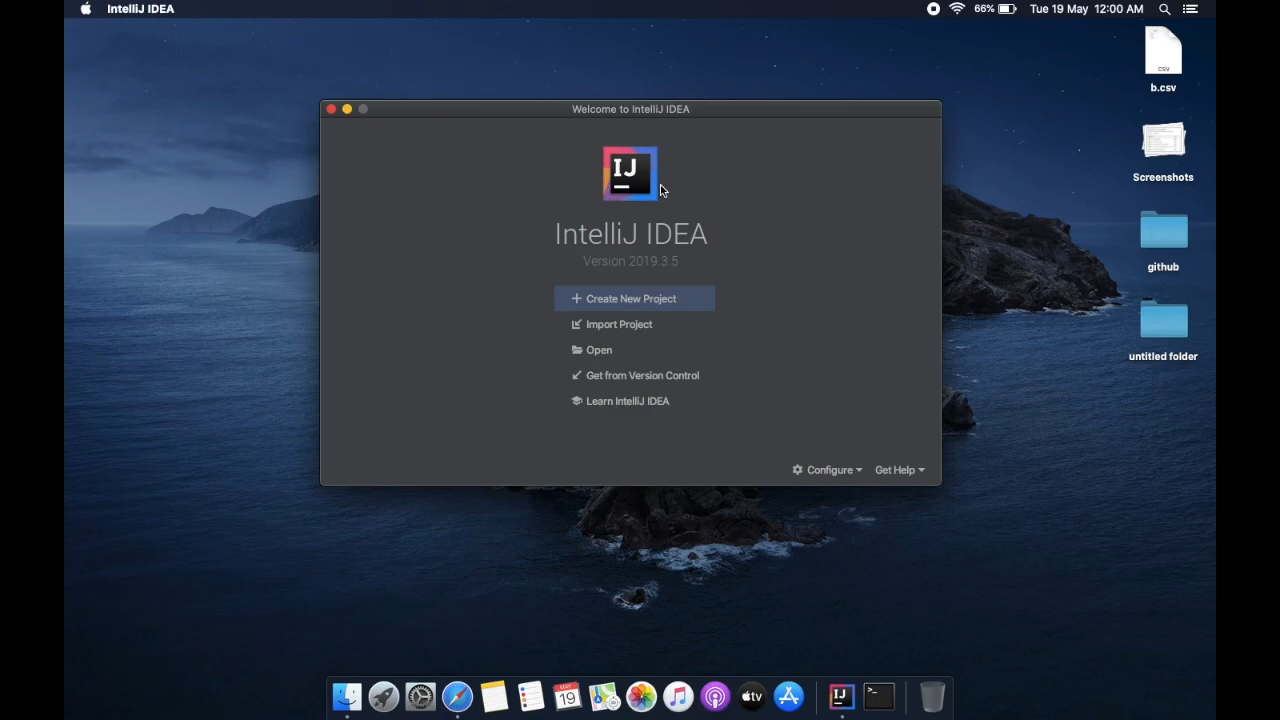 IntelliJ IDEA
66%
Tue 19 May 12:00 AM
CSV
b.csv
Screenshots
github
untitled folder
Welcome to IntelliJ IDEA
IJ
IntelliJ IDEA
Version 2019.3.5
Create New Project
Import Project
Open
Get from Version Control
Learn IntelliJ IDEA
Configure
Get Help
MAY
19
tv
IJ
>_